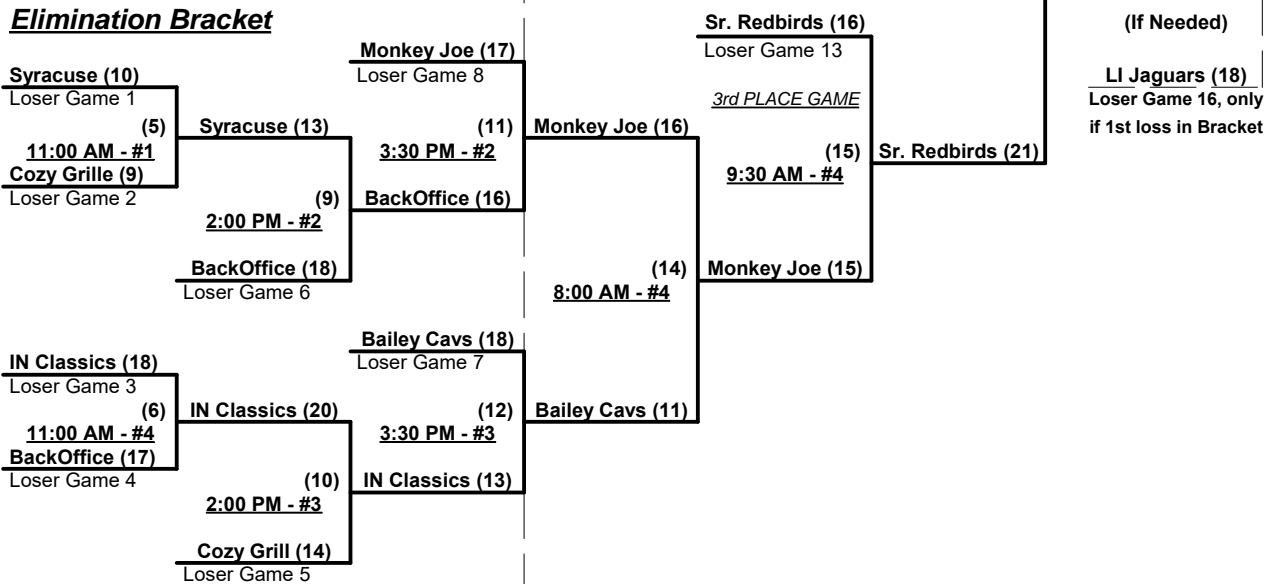 Elimination Bracket
Sr. Redbirds (16)
(If Needed)
Monkey Joe (17)
Loser Game 13
Loser Game 8
Syracuse (10)
LI Jaguars (18)
Loser Game 1
3rd PLACE GAME
Loser Game 16, only
if 1st loss in Bracket
(5)
Syracuse (13)
(11)
Monkey Joe (16)
11:00 AM - #1
3:30 PM - #2
(15)
Sr. Redbirds (21)
Cozy Grille (9)
9:30 AM - #4
Loser Game 2
(9)
BackOffice (16)
2:00 PM - #2
BackOffice (18)
(14)
Monkey Joe (15)
Loser Game 6
8:00 AM - #4
Bailey Cavs (18)
IN Classics (18)
Loser Game 7
Loser Game 3
(6)
IN Classics (20)
(12)
Bailey Cavs (11)
11:00 AM - #4
3:30 PM - #3
BackOffice (17)
Loser Game 4
(10)
IN Classics (13)
2:00 PM - #3
Cozy Grill (14)
Loser Game 5